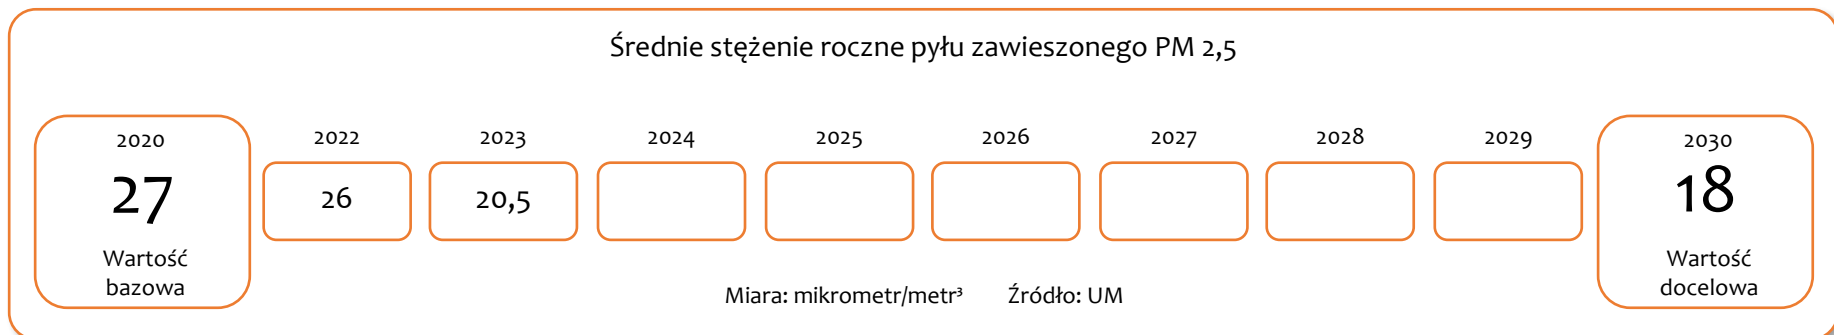 Średnie stężenie roczne pyłu zawieszonego PM 2,5
2020
27
Wartość
bazowa
2022
26
2023
20,5
2024
2025
2026
2027
2028
2029
2030
18
Wartość
docelowa
Miara: mikrometr/metr³ Źródło: UM